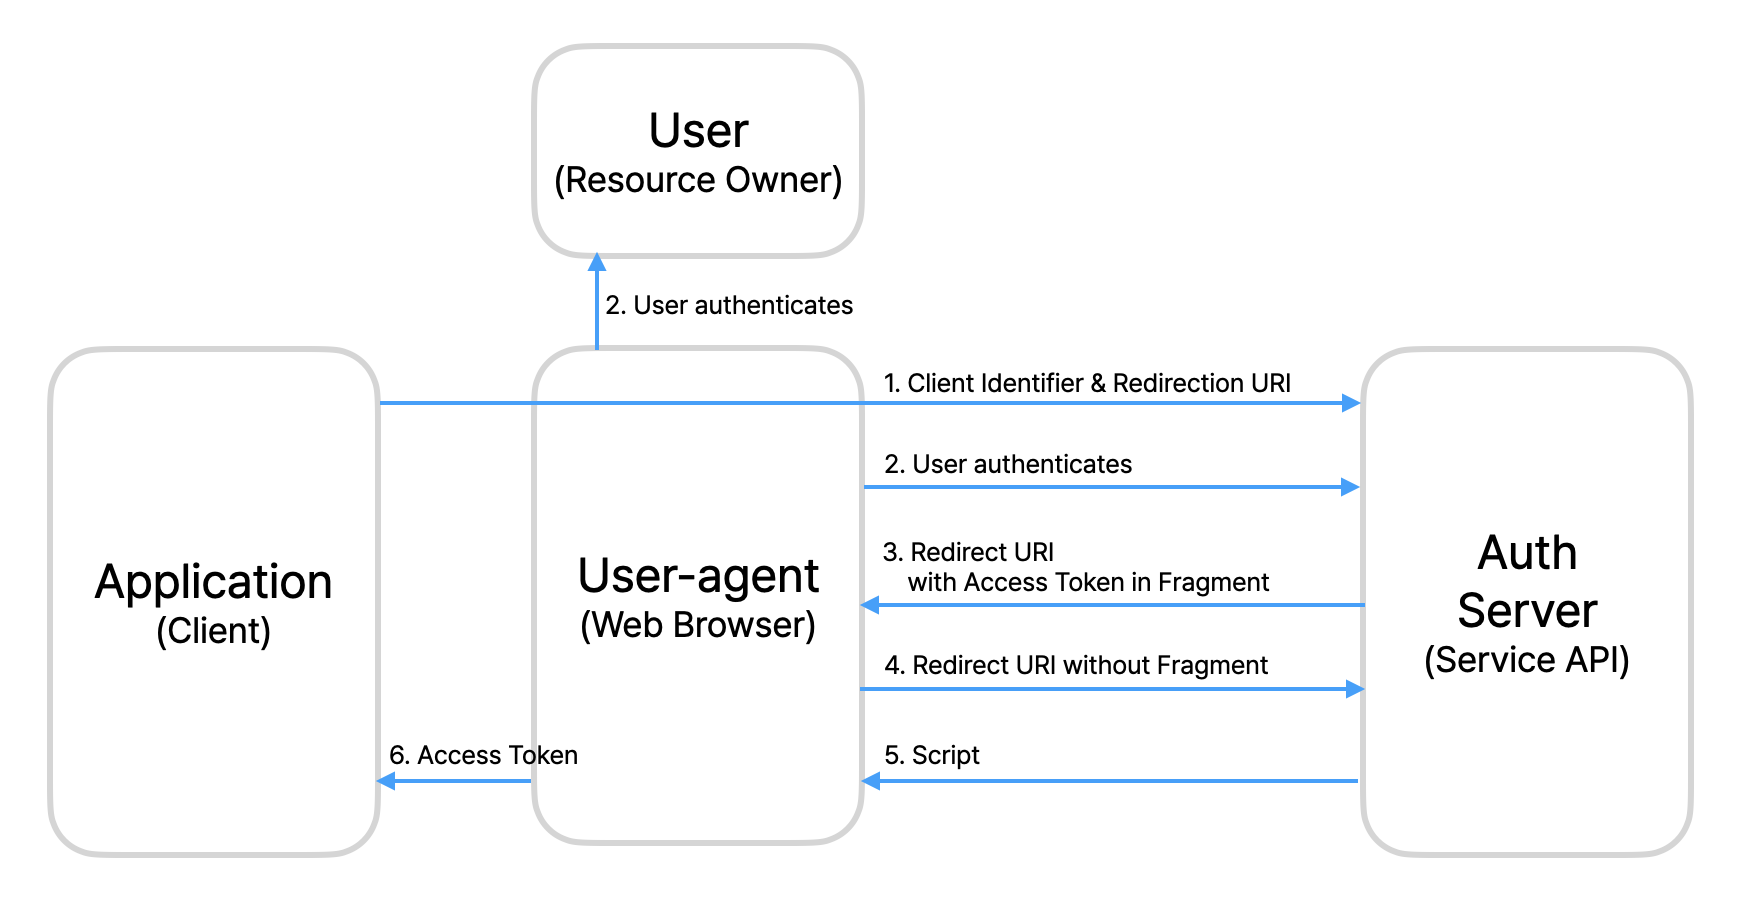 User
(Resource Owner)
2. User authenticates
1. Client Identifier & Redirection URI
2. User authenticates
3. Redirect URI
with Access Token in Fragment
4. Redirect URI without Fragment
5. Script
6. Access Token
Application
(Client)
User-agent
(Web Browser)
Auth
Server
(Service API)